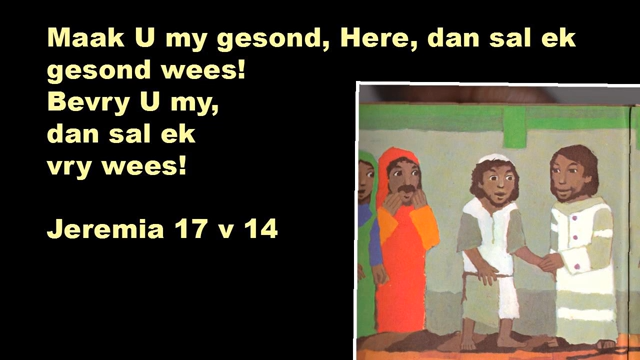 Maak U my gesond, Here, dan sal ek
gesond wees!
Bevry U my,
dan sal ek
vry wees!
Jeremia 17 v 14